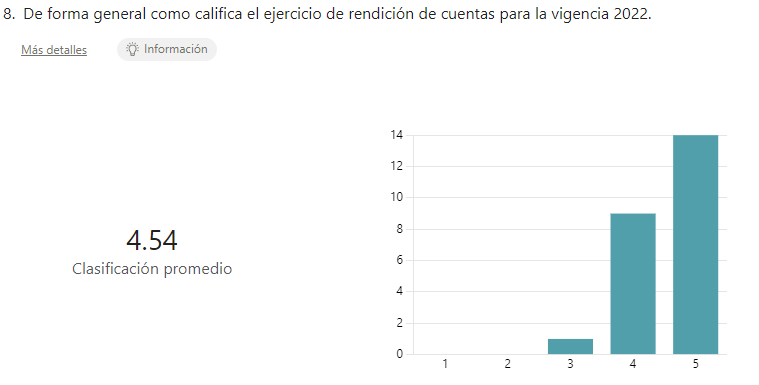 8. De forma general como califica el ejercicio de rendición de cuentas para la vigencia 2022.
Más detalles
Información
4.54
Clasificación promedio
14
12
10
8
6
4
2
0
1 2 3 4 5